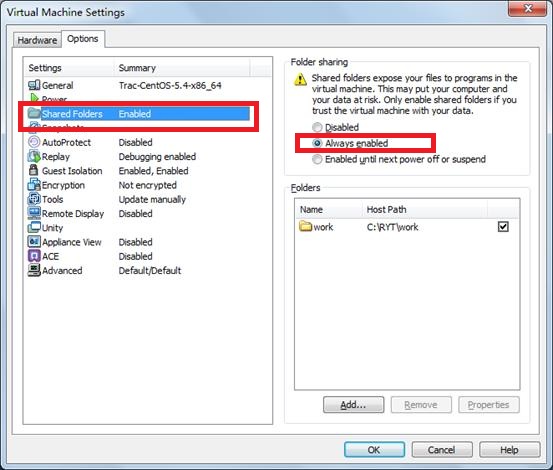 Virtual Machine Settings
Hardware Options
Settings Summary
General Trac-CentOS-5.4-x86_64
Power
Shared Folders Enabled
Snapshots
AutoProtect Disabled
Replay Debugging enabled
Guest Isolation Enabled, Enabled
Encryption Not encrypted
Tools Update manually
Remote Display Disabled
Unity
Appliance View Disabled
ACE Disabled
Advanced Default/Default
Folder sharing
Shared folders expose your files to programs in the
virtual machine. This may put your computer and
your data at risk. Only enable shared folders if you
trust the virtual machine with your data.
Disabled
Always enabled
Enabled until next power off or suspend
Folders
Name Host Path
work C:\RYT\work
Add... Remove Properties
OK Cancel Help